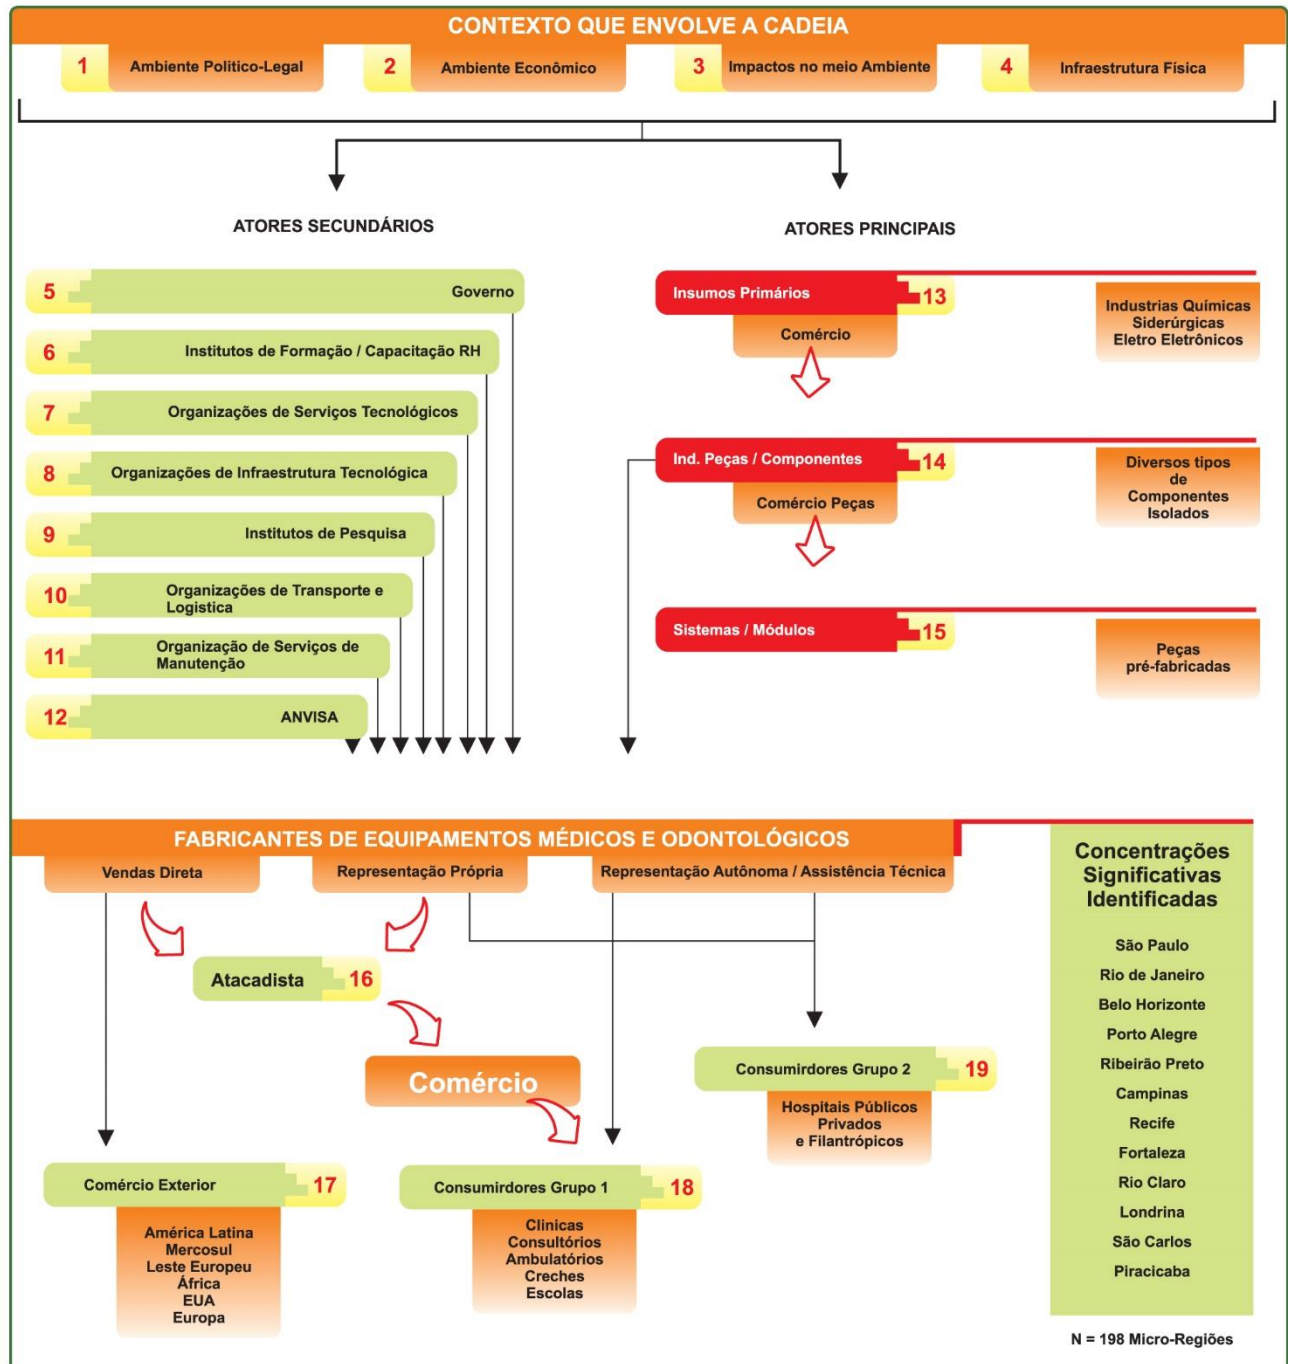 CONTEXTO QUE ENVOLVE A CADEIA
1 Ambiente Politico-Legal
2 Ambiente Econômico
3 Impactos no meio Ambiente
4 Infraestrutura Física
ATORES SECUNDÁRIOS
5 Governo
6 Institutos de Formação / Capacitação RH
7 Organizações de Serviços Tecnológicos
8 Organizações de Infraestrutura Tecnológica
9 Institutos de Pesquisa
10 Organizações de Transporte e
Logistica
11 Organização de Serviços de
Manutenção
12 ANVISA
ATORES PRINCIPAIS
Insumos Primários 13
Comércio
Industrias Químicas
Siderúrgicas
Eletro Eletrônicos
Ind. Peças / Componentes 14
Comércio Peças
Diversos tipos
de
Componentes
Isolados
Sistemas / Módulos 15
Peças
pré-fabricadas
FABRICANTES DE EQUIPAMENTOS MÉDICOS E ODONTOLÓGICOS
Vendas Direta
Representação Própria
Representação Autônoma / Assistência Técnica
Atacadista 16
Comércio
Comércio Exterior 17
América Latina
Mercosul
Leste Europeu
África
EUA
Europa
Consumirdores Grupo 1 18
Clinicas
Consultórios
Ambulatórios
Creches
Escolas
Consumirdores Grupo 2 19
Hospitais Públicos
Privados
e Filantrópicos
Concentrações
Significativas
Identificadas
São Paulo
Rio de Janeiro
Belo Horizonte
Porto Alegre
Ribeirão Preto
Campinas
Recife
Fortaleza
Rio Claro
Londrina
São Carlos
Piracicaba
N = 198 Micro-Regiões